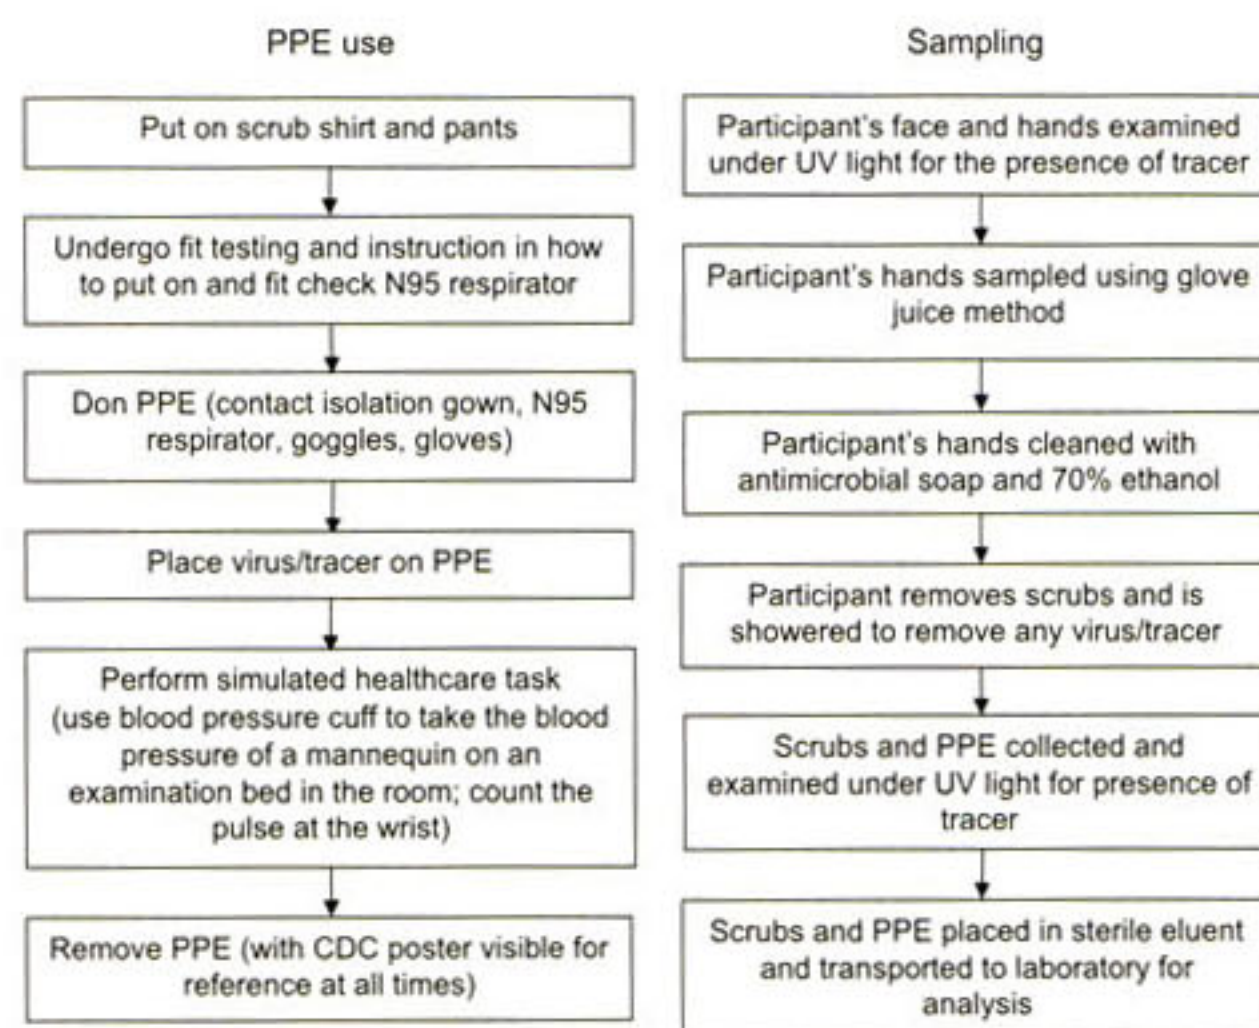 PPE use
Put on scrub shirt and pants
Undergo fit testing and instruction in how
to put on and fit check N95 respirator
Don PPE (contact isolation gown, N95
respirator, goggles, gloves)
Place virus/tracer on PPE
Perform simulated healthcare task
(use blood pressure cuff to take the blood
pressure of a mannequin on an
examination bed in the room; count the
pulse at the wrist)
Remove PPE (with CDC poster visible for
reference at all times)
Sampling
Participant's face and hands examined
under UV light for the presence of tracer
Participant's hands sampled using glove
juice method
Participant's hands cleaned with
antimicrobial soap and 70% ethanol
Participant removes scrubs and is
showered to remove any virus/tracer
Scrubs and PPE collected and
examined under UV light for presence of
tracer
Scrubs and PPE placed in sterile eluent
and transported to laboratory for
analysis